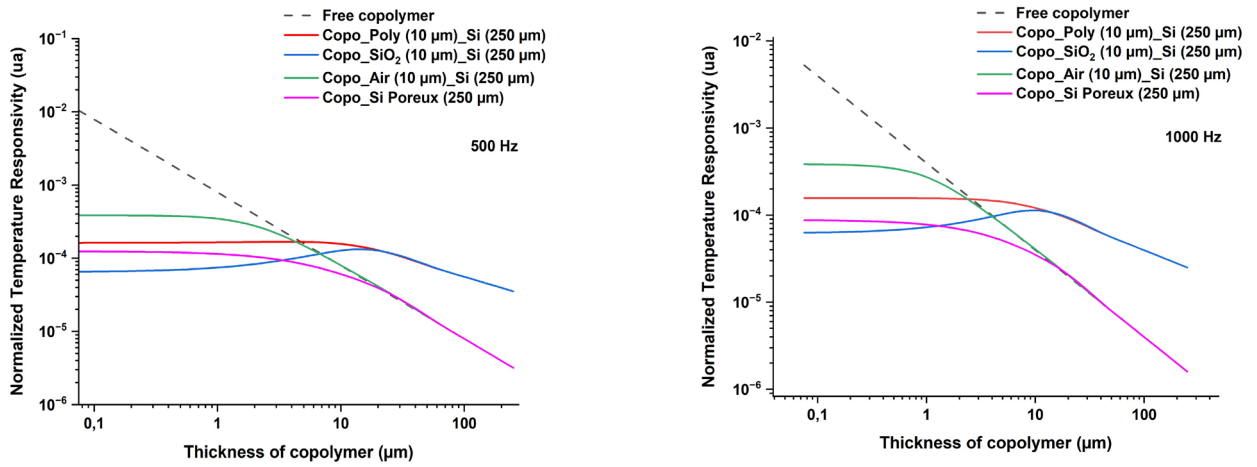 Free copolymer
Copo_Poly (10 µm)_Si (250 µm)
Copo_SiO₂ (10 µm)_Si (250 µm)
Copo_Air (10 µm)_Si (250 µm)
Copo_Si Poreux (250 µm)
500 Hz
Normalized Temperature Responsivity (ua)
10⁻¹
10⁻²
10⁻³
10⁻⁴
10⁻⁵
10⁻⁶
0,1 1 10 100
Thickness of copolymer (µm)
Free copolymer
Copo_Poly (10 µm)_Si (250 µm)
Copo_SiO₂ (10 µm)_Si (250 µm)
Copo_Air (10 µm)_Si (250 µm)
Copo_Si Poreux (250 µm)
1000 Hz
Normalized Temperature Responsivity (ua)
10⁻²
10⁻³
10⁻⁴
10⁻⁵
10⁻⁶
0,1 1 10 100
Thickness of copolymer (µm)